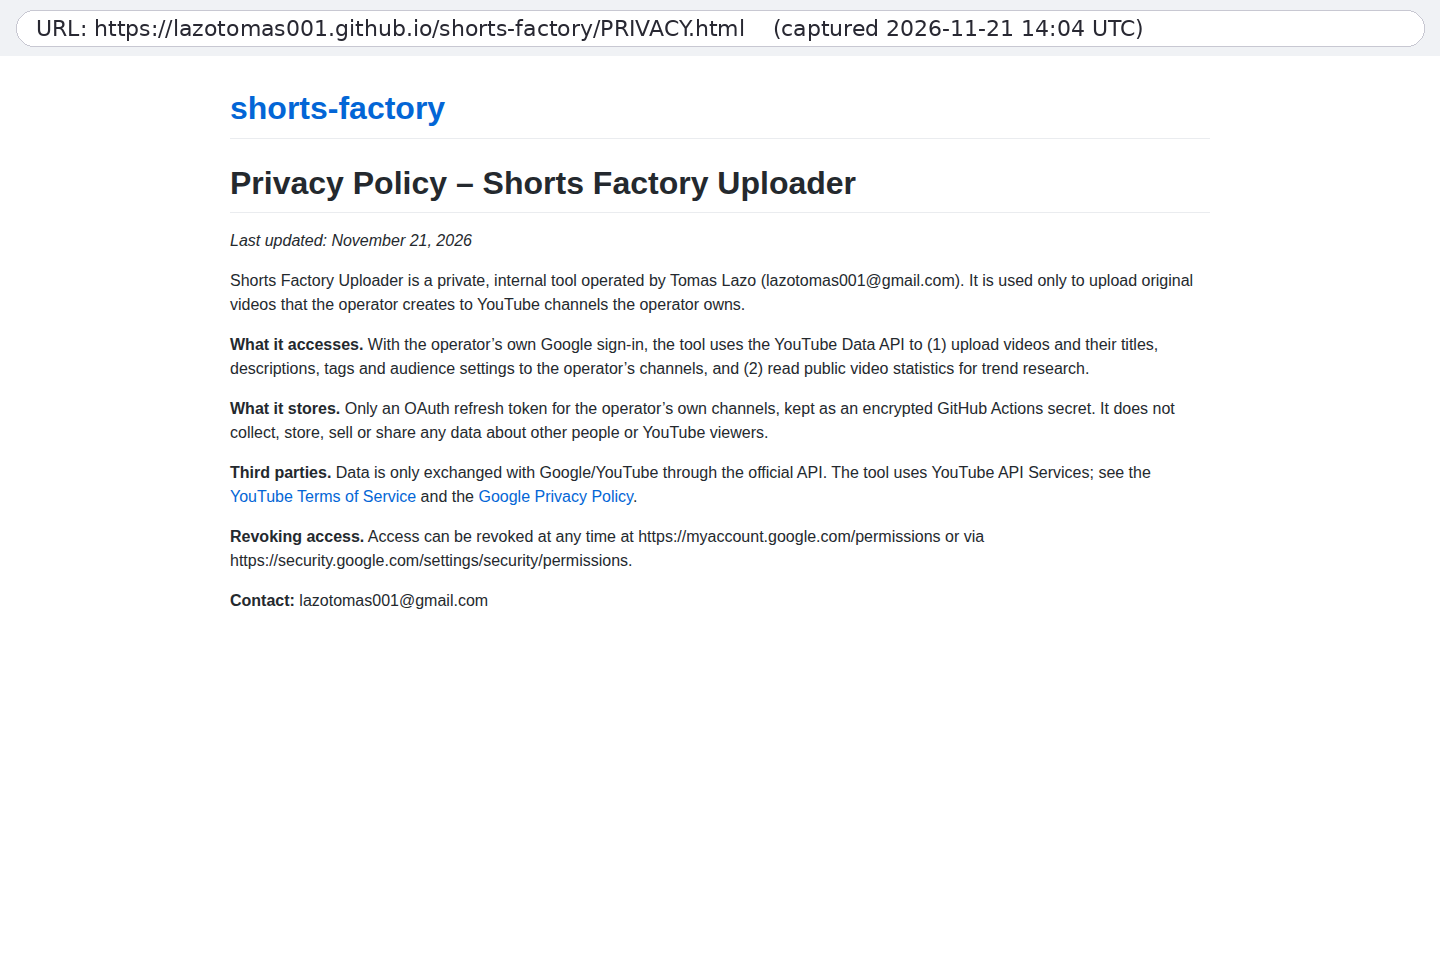 URL: https://lazotomas001.github.io/shorts-factory/PRIVACY.html (captured 2026-11-21 14:04 UTC)
shorts-factory
Privacy Policy – Shorts Factory Uploader
Last updated: November 21, 2026
Shorts Factory Uploader is a private, internal tool operated by Tomas Lazo (lazotomas001@gmail.com). It is used only to upload original
videos that the operator creates to YouTube channels the operator owns.
What it accesses. With the operator’s own Google sign-in, the tool uses the YouTube Data API to (1) upload videos and their titles,
descriptions, tags and audience settings to the operator’s channels, and (2) read public video statistics for trend research.
What it stores. Only an OAuth refresh token for the operator’s own channels, kept as an encrypted GitHub Actions secret. It does not
collect, store, sell or share any data about other people or YouTube viewers.
Third parties. Data is only exchanged with Google/YouTube through the official API. The tool uses YouTube API Services; see the
YouTube Terms of Service and the Google Privacy Policy.
Revoking access. Access can be revoked at any time at https://myaccount.google.com/permissions or via
https://security.google.com/settings/security/permissions.
Contact: lazotomas001@gmail.com